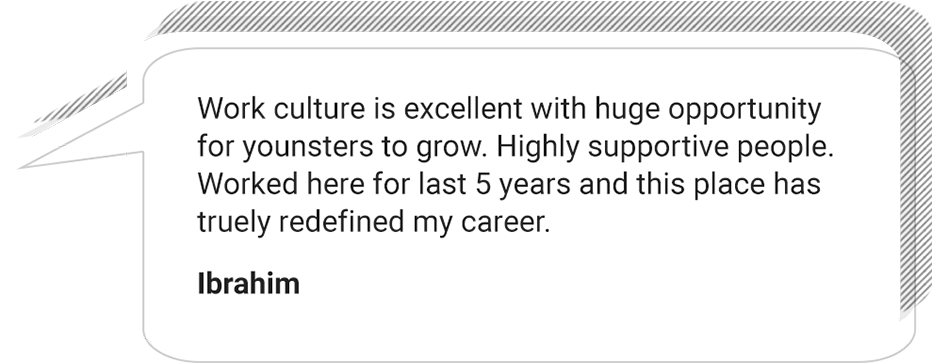 Work culture is excellent with huge opportunity
for younsters to grow. Highly supportive people.
Worked here for last 5 years and this place has
truely redefined my career.
Ibrahim